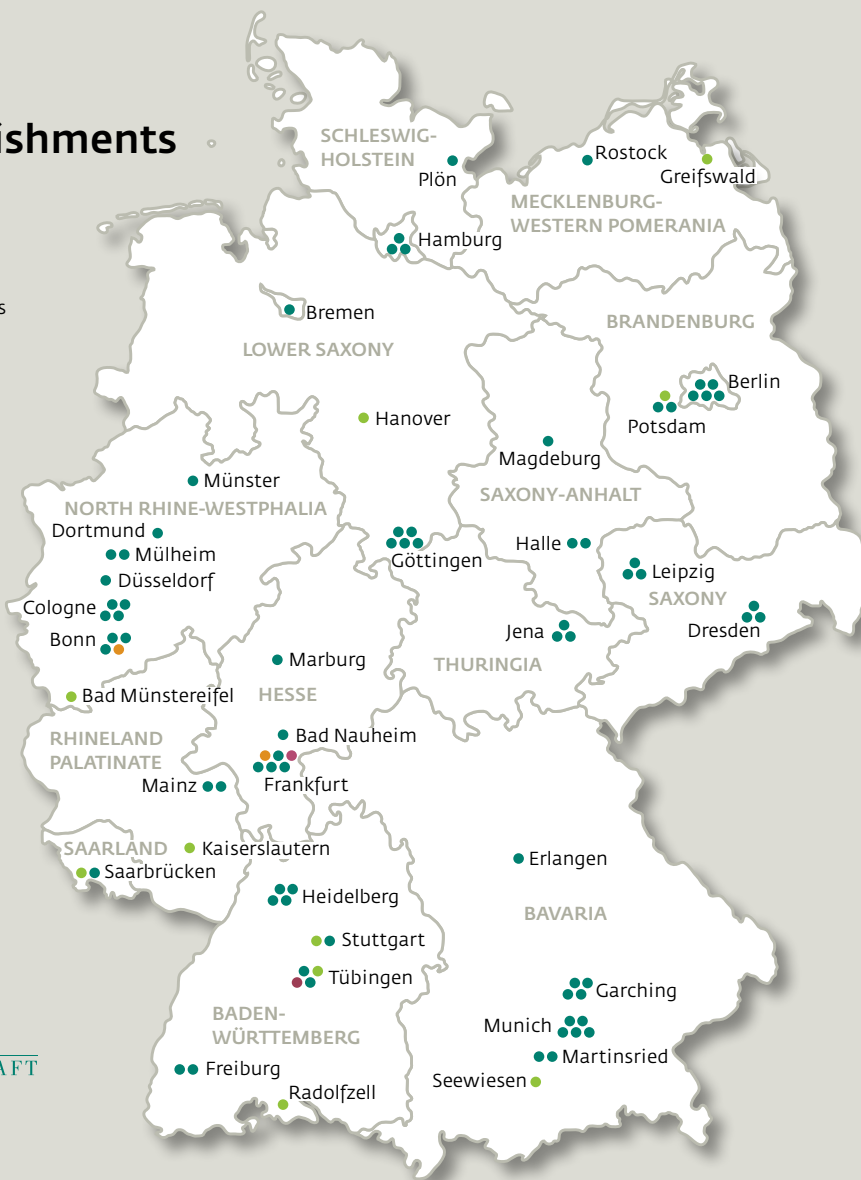 ishments
SCHLESWIG-
HOLSTEIN
Plön
Rostock
Greifswald
MECKLENBURG-
WESTERN POMERANIA
Hamburg
s
Bremen
LOWER SAXONY
BRANDENBURG
Berlin
Potsdam
Hanover
Magdeburg
SAXONY-ANHALT
Münster
NORTH RHINE-WESTPHALIA
Dortmund
Mülheim
Düsseldorf
Cologne
Bonn
Göttingen
Halle
Leipzig
SAXONY
Dresden
Jena
THURINGIA
Marburg
HESSE
Bad Münstereifel
Bad Nauheim
RHINELAND
PALATINATE
Mainz
Frankfurt
SAARLAND
Kaiserslautern
Saarbrücken
Erlangen
Heidelberg
BAVARIA
Stuttgart
Tübingen
Garching
BADEN-
WÜRTTEMBERG
Munich
Martinsried
Freiburg
Seewiesen
Radolfzell
AFT